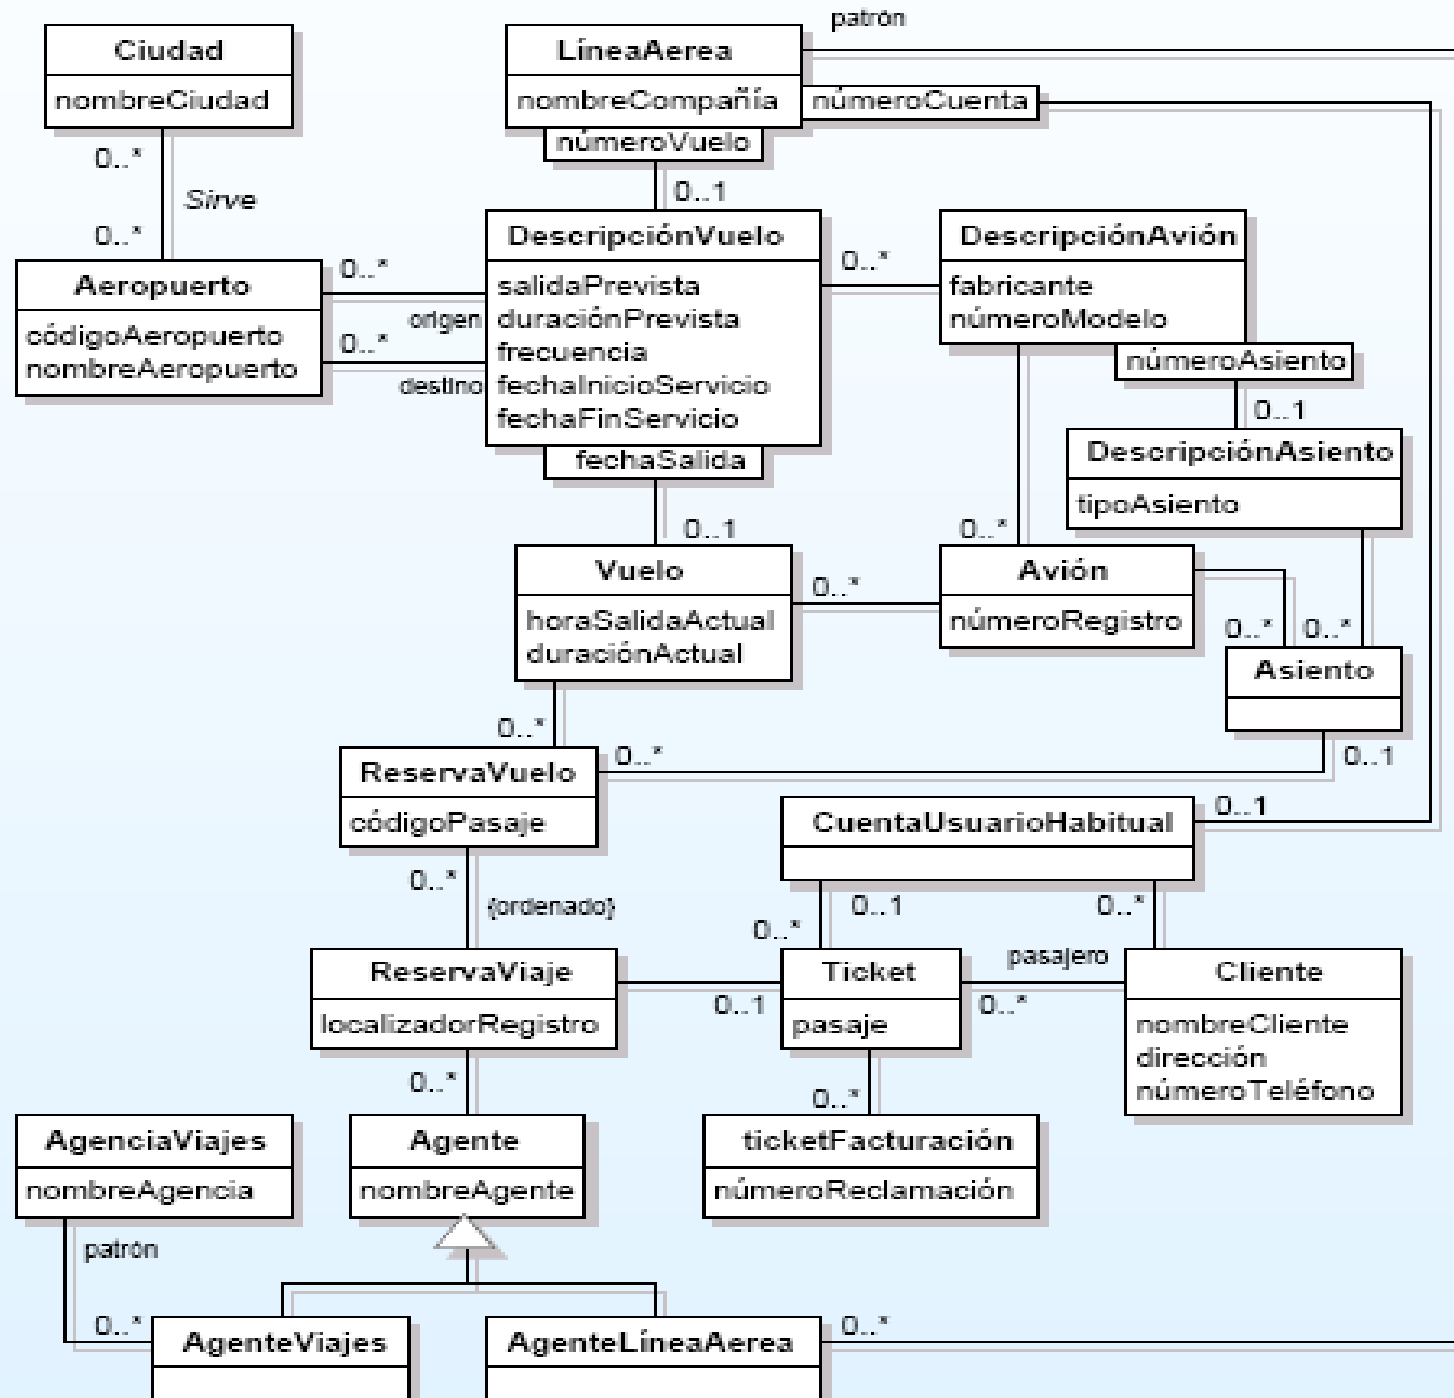 patrón
Ciudad
nombreCiudad
LíneaAerea
nombreCompañía
númeroCuenta
númeroVuelo
0..*
Sirve
0..*
0..1
Aeropuerto
códigoAeropuerto
nombreAeropuerto
0..*
origen
0..*
destino
DescripciónVuelo
salidaPrevista
duraciónPrevista
frecuencia
fechaInicioServicio
fechaFinServicio
fechaSalida
0..*
DescripciónAvión
fabricante
númeroModelo
númeroAsiento
0..1
DescripciónAsiento
tipoAsiento
0..1
0..*
Vuelo
horaSalidaActual
duraciónActual
0..*
Avión
númeroRegistro
0..*
0..*
Asiento
0..*
0..*
0..1
ReservaVuelo
códigoPasaje
0..1
CuentaUsuarioHabitual
0..*
{ordenado}
0..1
0..*
0..*
ReservaViaje
localizadorRegistro
0..1
Ticket
pasaje
pasajero
0..*
Cliente
nombreCliente
dirección
númeroTeléfono
0..*
0..*
AgenciaViajes
nombreAgencia
Agente
nombreAgente
ticketFacturación
númeroReclamación
patrón
0..*
AgenteViajes
AgenteLíneaAerea
0..*